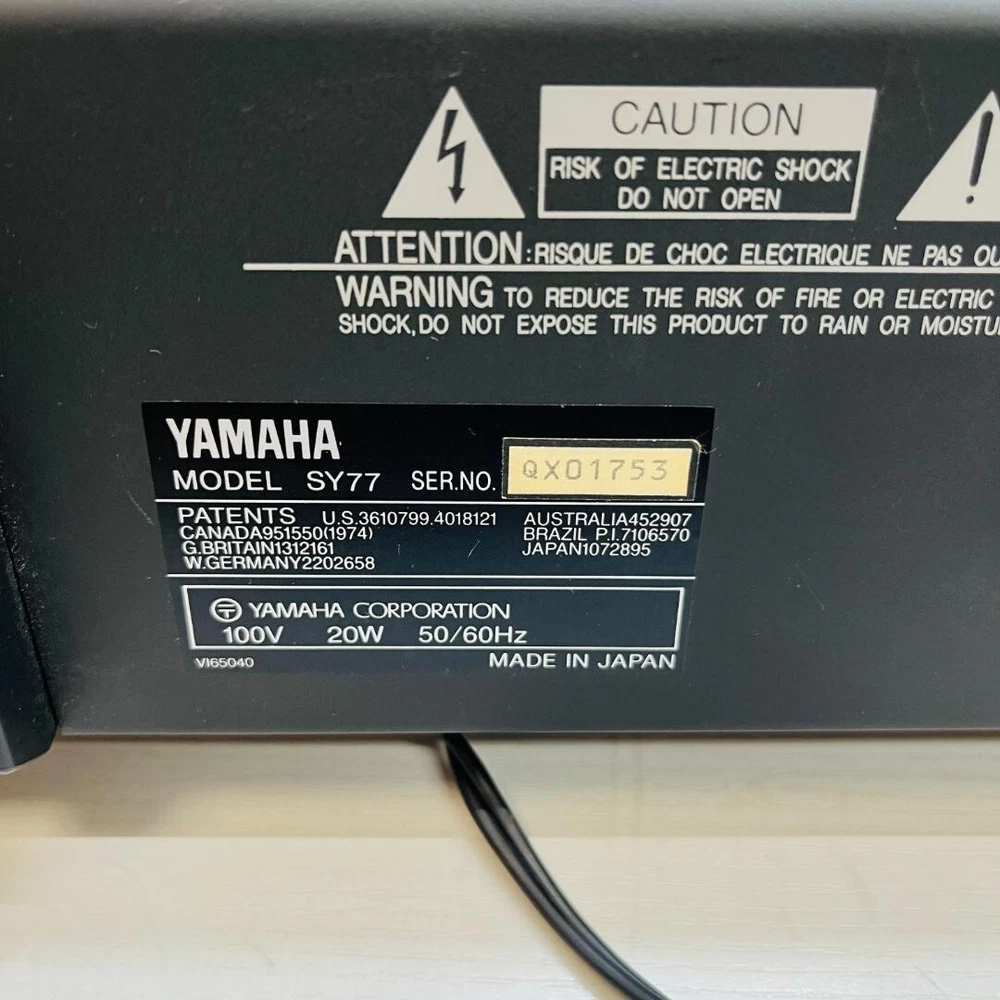 CAUTION
RISK OF ELECTRIC SHOCK
DO NOT OPEN
ATTENTION:RISQUE DE CHOC ELECTRIQUE NE PAS OU
WARNING TO REDUCE THE RISK OF FIRE OR ELECTRIC
SHOCK,DO NOT EXPOSE THIS PRODUCT TO RAIN OR MOISTU
YAMAHA
MODEL SY77 SER.NO. QX01753
PATENTS U.S.3610799.4018121 AUSTRALIA452907
CANADA951550(1974) BRAZIL P.I.7106570
G.BRITAIN1312161 JAPAN1072895
W.GERMANY2202658
YAMAHA CORPORATION
100V 20W 50/60Hz
VI65040 MADE IN JAPAN